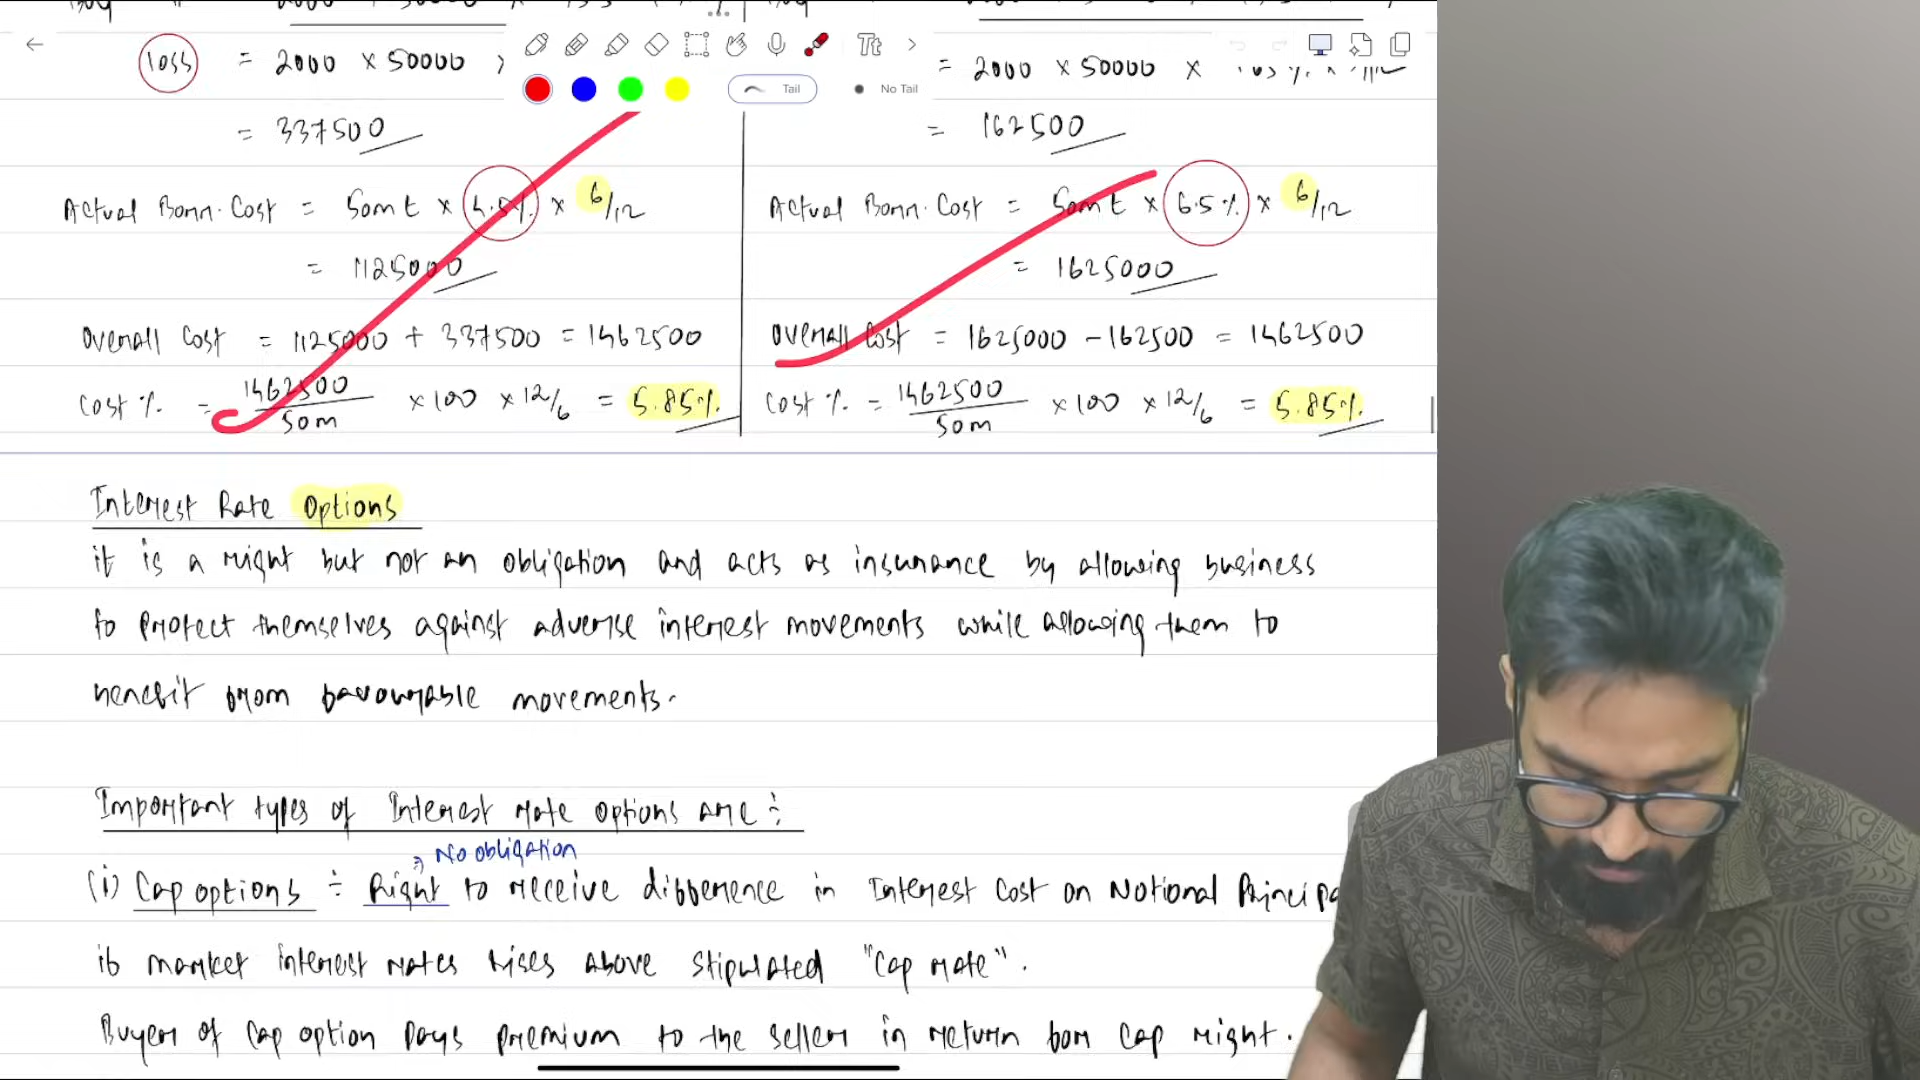 Tt
Tail
No Tail
loss = 2000 x 50000
= 337500
Actual Borr. Cost = 50m t x 4.5% x 6/12
= 1125000
Overall Cost = 1125000 + 337500 = 1462500
Cost % = 1462500/50m x 100 x 12/6 = 5.85%
= 2000 x 50000 x
= 162500
Actual Borr. Cost = 50m t x 6.5% x 6/12
= 1625000
Overall Cost = 1625000 - 162500 = 1462500
Cost % = 1462500/50m x 100 x 12/6 = 5.85%
Interest Rate Options
it is a right but not an obligation and acts as insurance by allowing business
to protect themselves against adverse interest movements while allowing them to
benefit from favourable movements.
Important types of Interest rate options are ÷
→ No obligation
(i) Cap options ÷ Right to receive difference in Interest Cost on Notional Principa
if market interest rates rises above stipulated "Cap rate".
Buyer of Cap option Pays premium to the seller in return for Cap right.